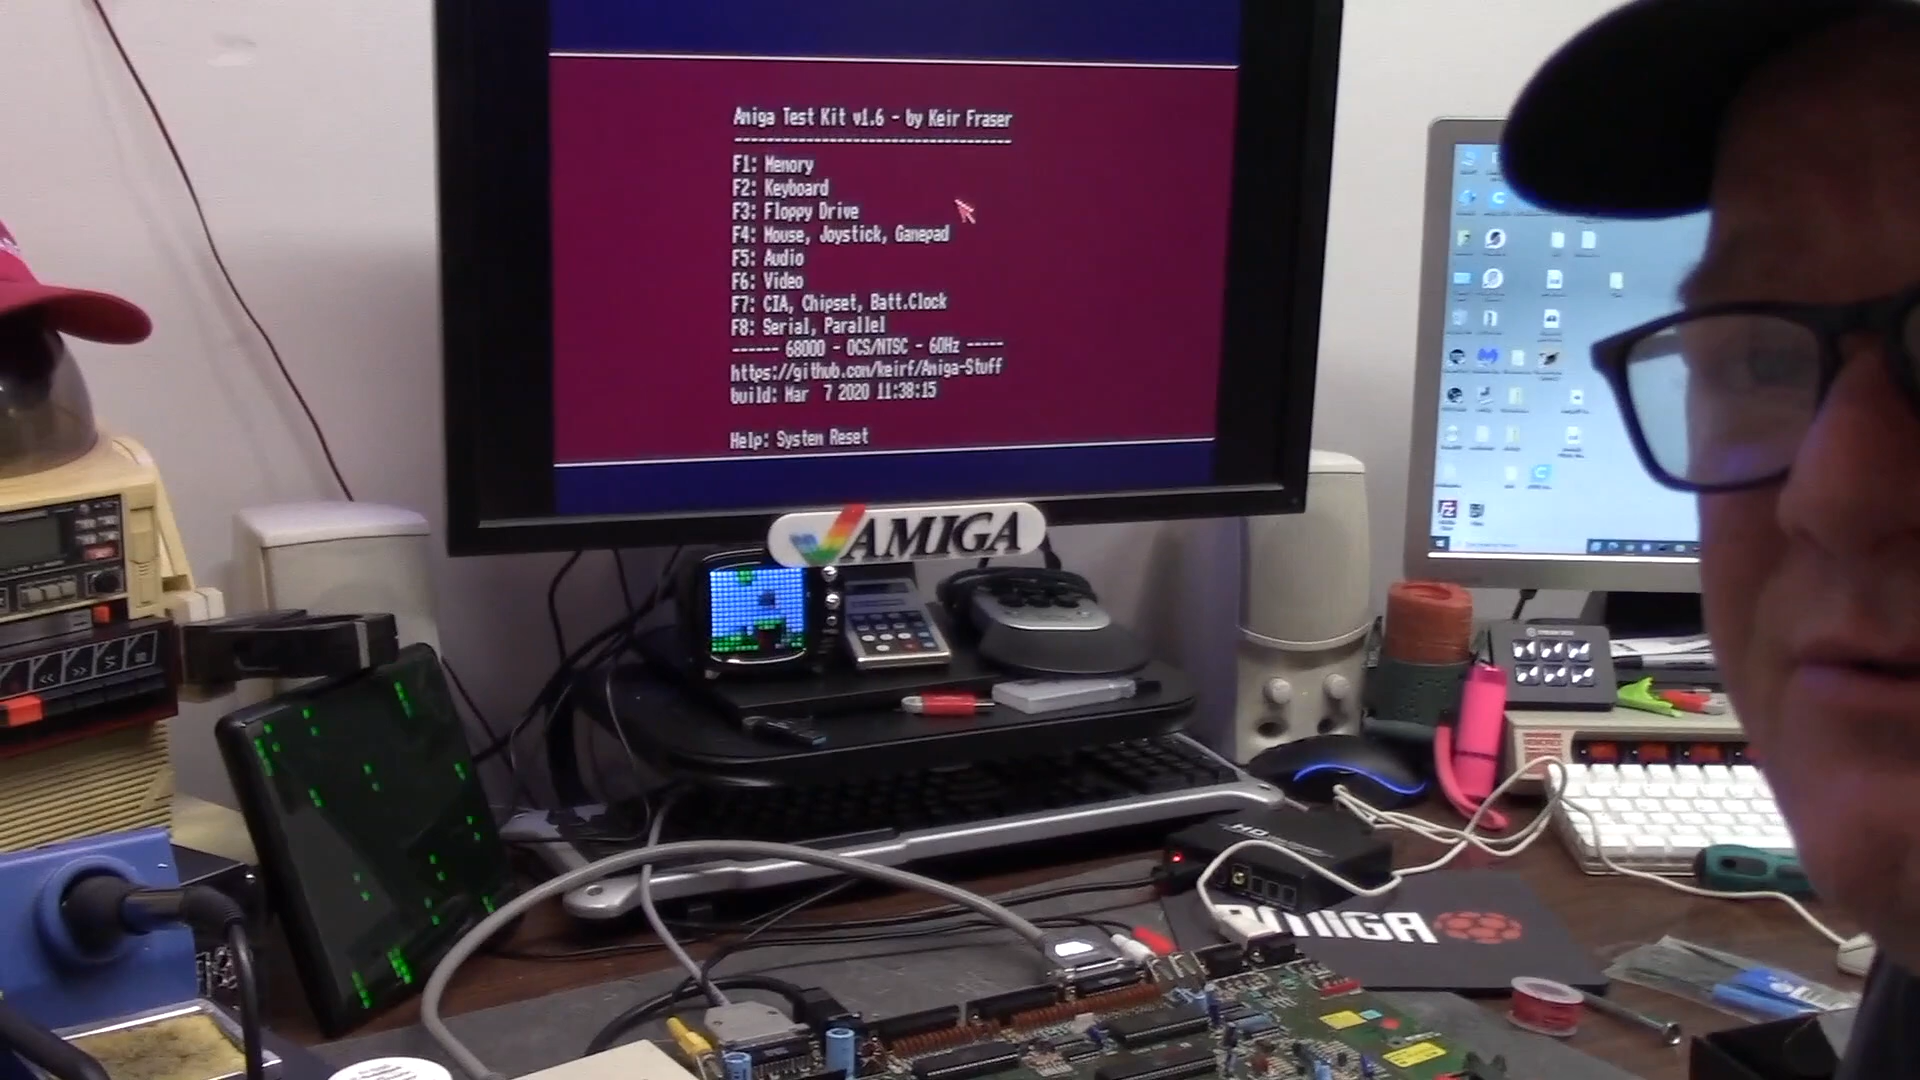 Amiga Test Kit v1.6 - by Keir Fraser
------------------------------------
F1: Memory
F2: Keyboard
F3: Floppy Drive
F4: Mouse, Joystick, Gamepad
F5: Audio
F6: Video
F7: CIA, Chipset, Batt.Clock
F8: Serial, Parallel
------ 68000 - OCS/NTSC - 60Hz -----
https://github.com/keirf/Amiga-Stuff
build: Mar  7 2020 11:38:15
Help: System Reset
AMIGA
HD
AMIGA